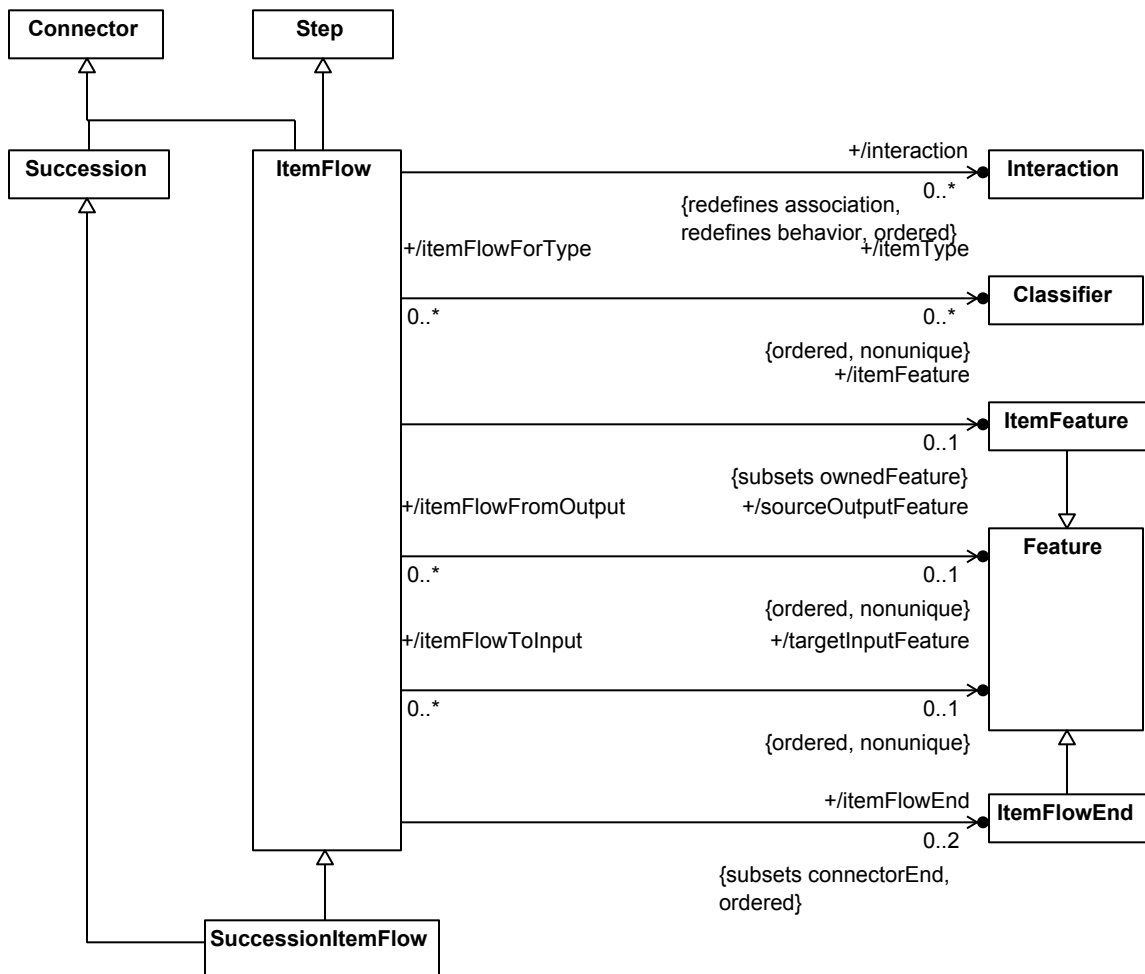 Connector
Step
Succession
ItemFlow
+/interaction
Interaction
0..*
{redefines association,
redefines behavior, ordered}
+/itemFlowForType
+/itemType
Classifier
0..*
0..*
{ordered, nonunique}
+/itemFeature
ItemFeature
0..1
{subsets ownedFeature}
+/itemFlowFromOutput
+/sourceOutputFeature
Feature
0..*
0..1
{ordered, nonunique}
+/itemFlowToInput
+/targetInputFeature
0..*
0..1
{ordered, nonunique}
+/itemFlowEnd
ItemFlowEnd
0..2
{subsets connectorEnd,
ordered}
SuccessionItemFlow